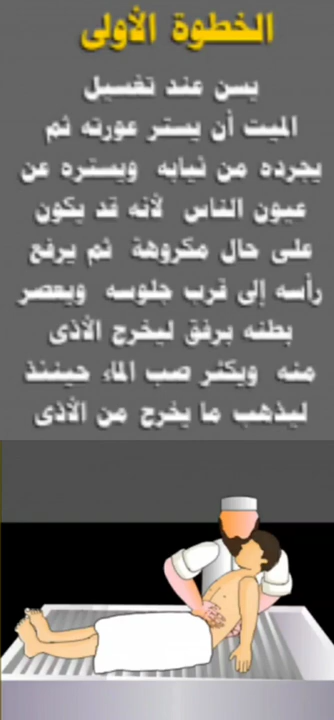 الخطوة الأولى
يسن عند تغسيل
الميت أن يستر عورته ثم
يجرده من ثيابه ويستره عن
عيون الناس لأنه قد يكون
على حال مكروهة ثم يرفع
رأسه إلى قرب جلوسه ويعصر
بطنه برفق ليخرج الأذى
منه ويكثر صب الماء حينئذ
ليذهب ما يخرج من الأذى